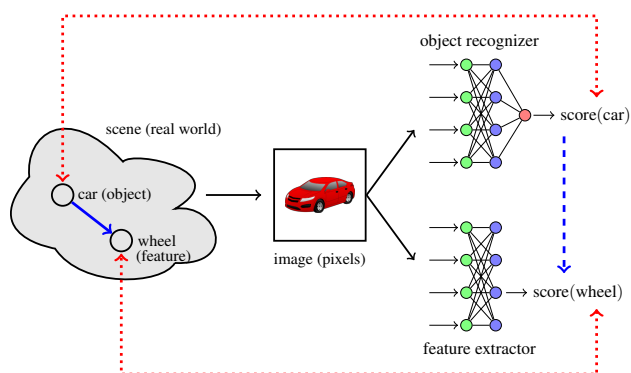 object recognizer
score(car)
scene (real world)
car (object)
wheel
(feature)
image (pixels)
score(wheel)
feature extractor